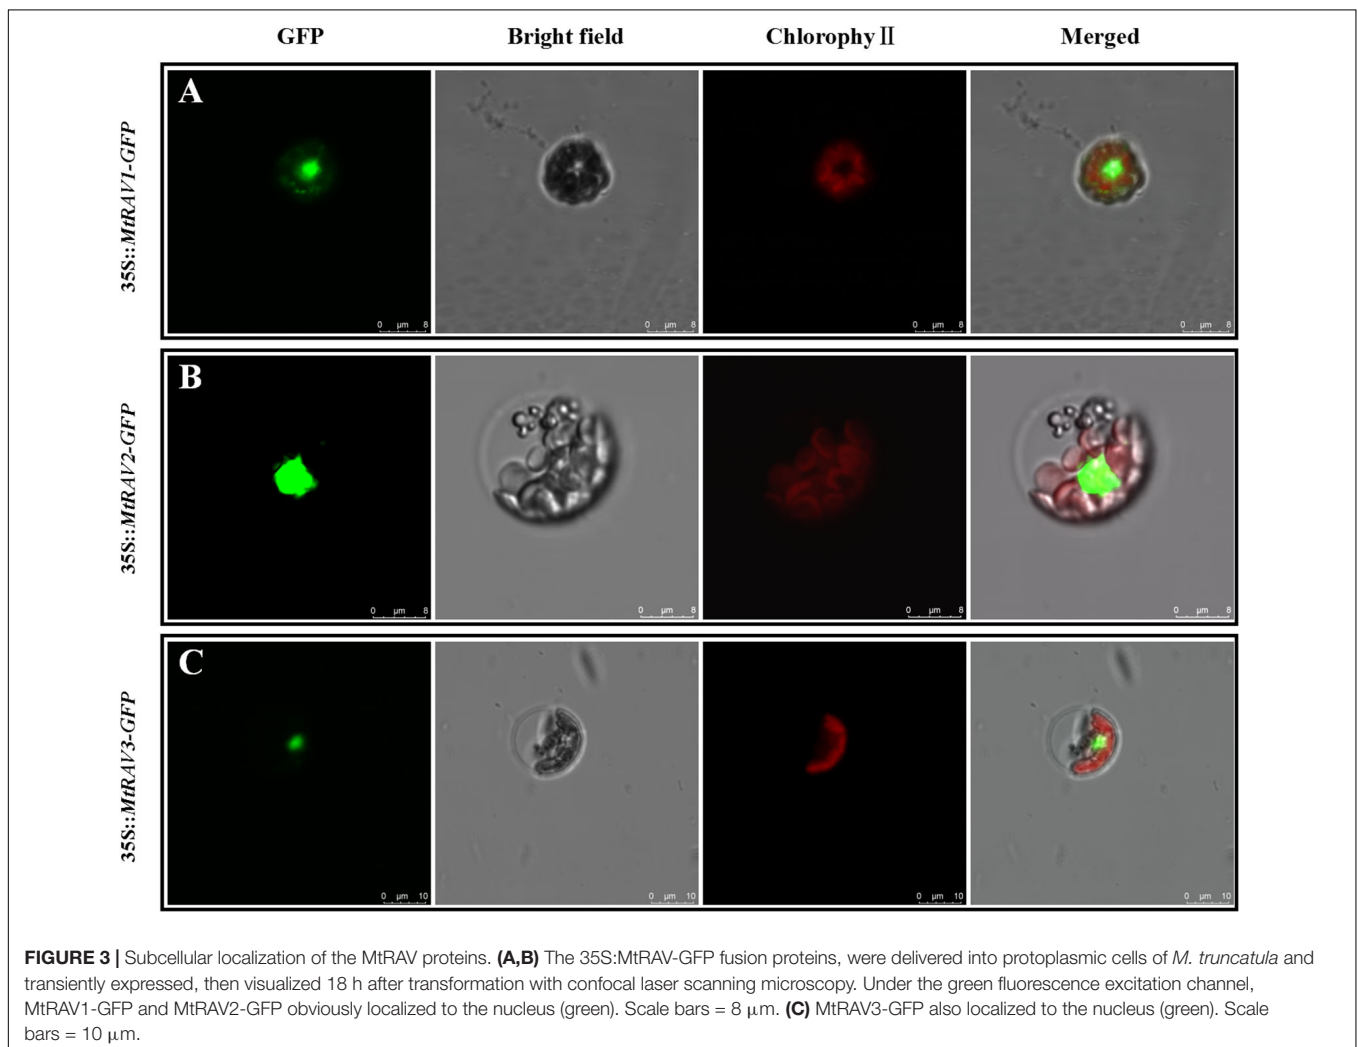 GFP Bright field Chlorophy II Merged
35S::MtRAV1-GFP
A
0 µm 8
0 µm 8
0 µm 8
0 µm 8
35S::MtRAV2-GFP
B
0 µm 8
0 µm 8
0 µm 8
0 µm 8
35S::MtRAV3-GFP
C
0 µm 10
0 µm 10
0 µm 10
0 µm 10
FIGURE 3 | Subcellular localization of the MtRAV proteins. (A,B) The 35S:MtRAV-GFP fusion proteins, were delivered into protoplasmic cells of M. truncatula and
transiently expressed, then visualized 18 h after transformation with confocal laser scanning microscopy. Under the green fluorescence excitation channel,
MtRAV1-GFP and MtRAV2-GFP obviously localized to the nucleus (green). Scale bars = 8 µm. (C) MtRAV3-GFP also localized to the nucleus (green). Scale
bars = 10 µm.